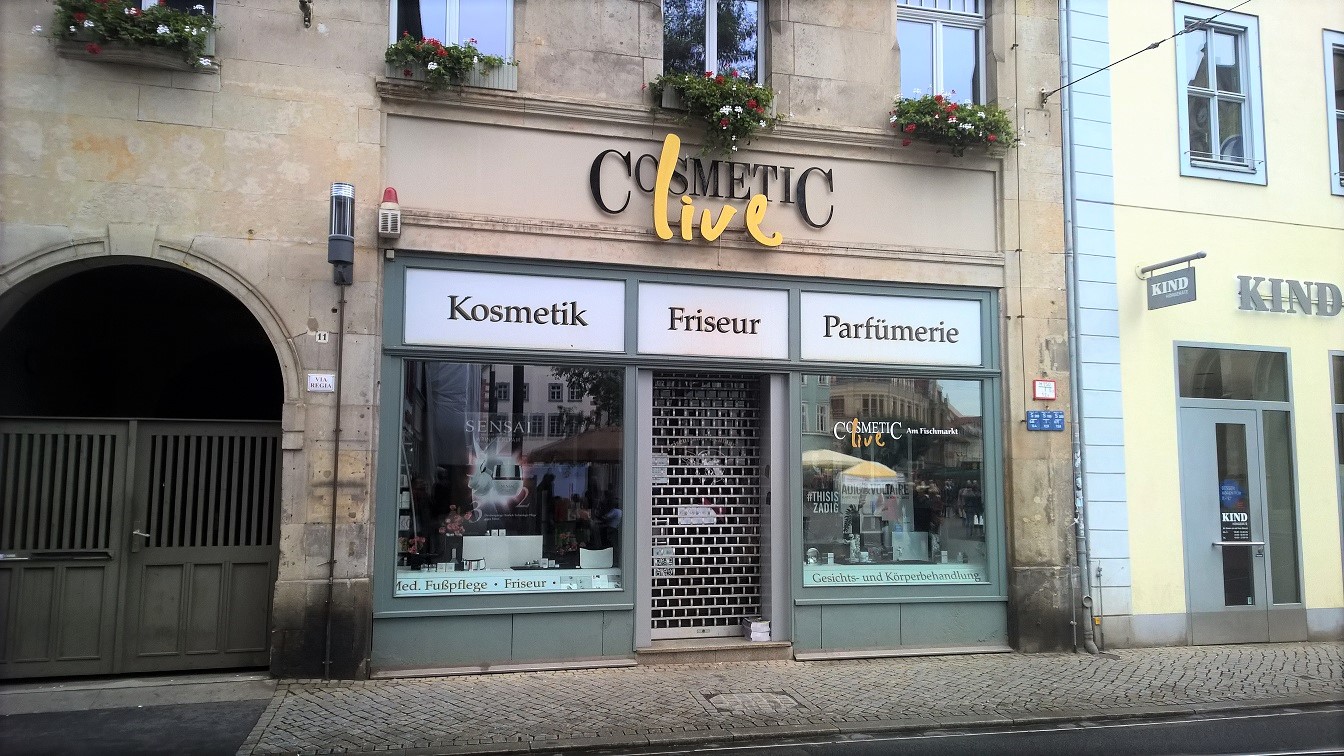 COSMETIC
live
Kosmetik
Friseur
Parfümerie
KIND
KIND
11
VIA
REGIA
SENSAI
COSMETIC
live
Am Fischmarkt
#THISIS
ZADIG
Med. Fußpflege • Friseur
Gesichts- und Körperbehandlung
KIND